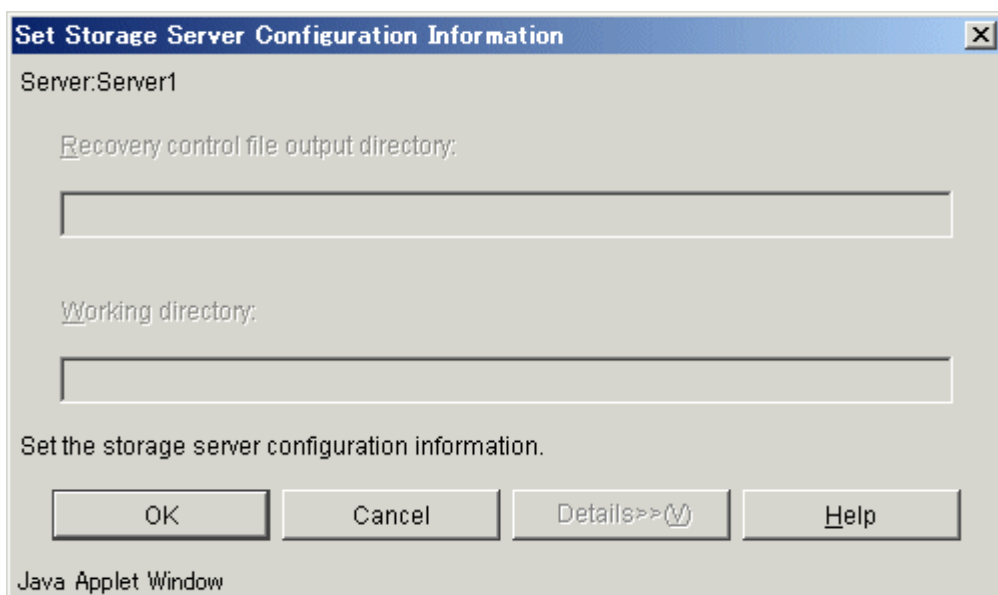 Set Storage Server Configuration Information
Server:Server1
Recovery control file output directory:
Working directory:
Set the storage server configuration information.
OK Cancel Details>>(V) Help
Java Applet Window